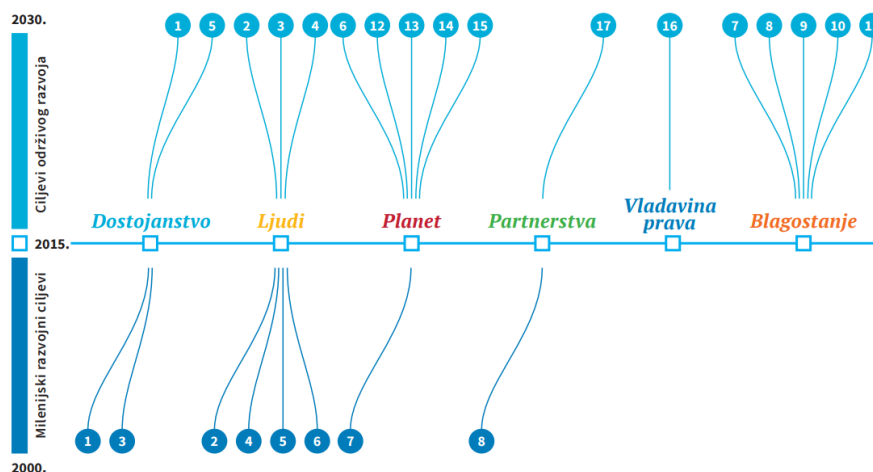 2030.
1 5 2 3 4 6 12 13 14 15 17 16 7 8 9 10
Ciljevi održivog razvoja
Dostojanstvo Ljudi Planet Partnerstva Vladavina Blagostanje
prava
2015.
Milenijski razvojni ciljevi
1 3 2 4 5 6 7 8
2000.